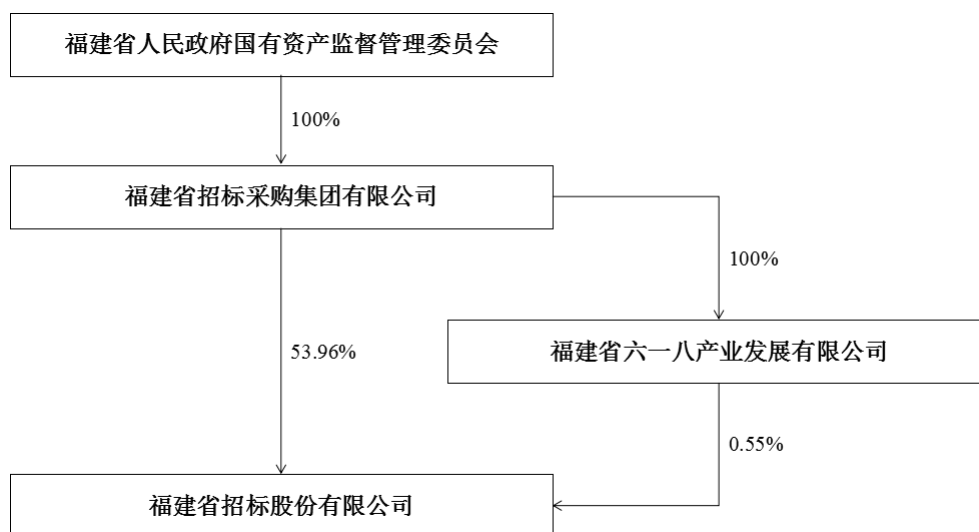 福建省人民政府国有资产监督管理委员会
100%
福建省招标采购集团有限公司
100%
53.96%
福建省六一八产业发展有限公司
0.55%
福建省招标股份有限公司